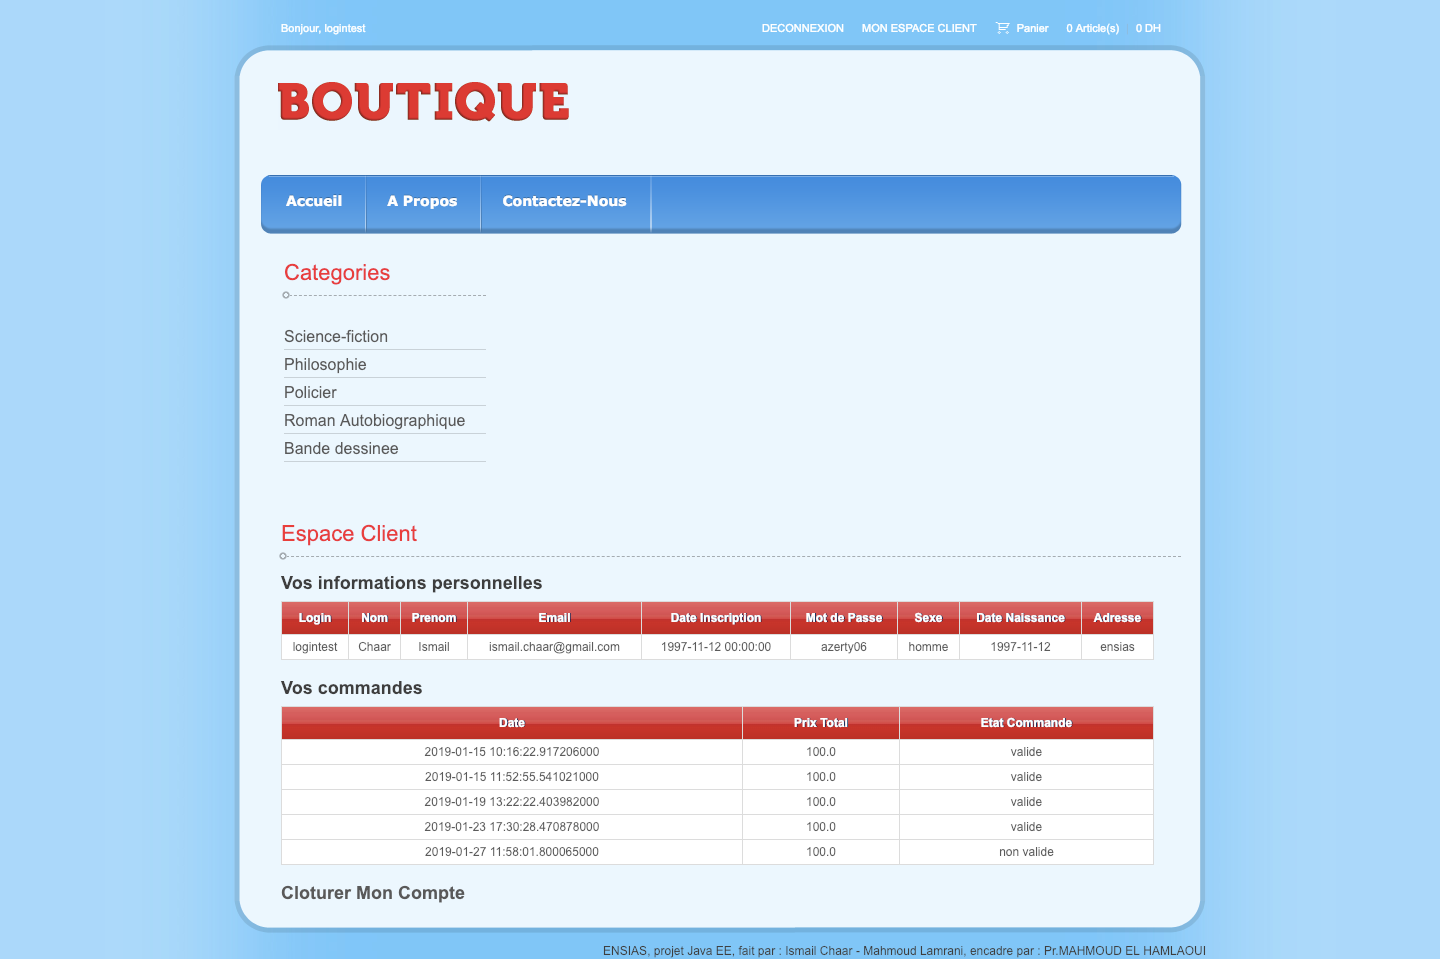 Bonjour, logintest
DECONNEXION MON ESPACE CLIENT Panier 0 Article(s) 0 DH
BOUTIQUE
Accueil A Propos Contactez-Nous
Categories
Science-fiction
Philosophie
Policier
Roman Autobiographique
Bande dessinee
Espace Client
Vos informations personnelles
Login Nom Prenom Email Date Inscription Mot de Passe Sexe Date Naissance Adresse
logintest Chaar Ismail ismail.chaar@gmail.com 1997-11-12 00:00:00 azerty06 homme 1997-11-12 ensias
Vos commandes
Date Prix Total Etat Commande
2019-01-15 10:16:22.917206000 100.0 valide
2019-01-15 11:52:55.541021000 100.0 valide
2019-01-19 13:22:22.403982000 100.0 valide
2019-01-23 17:30:28.470878000 100.0 valide
2019-01-27 11:58:01.800065000 100.0 non valide
Cloturer Mon Compte
ENSIAS, projet Java EE, fait par : Ismail Chaar - Mahmoud Lamrani, encadre par : Pr.MAHMOUD EL HAMLAOUI